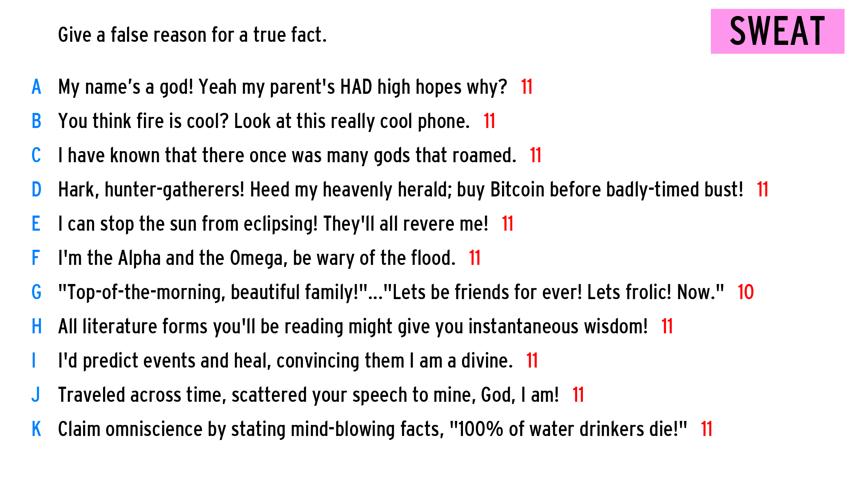 Give a false reason for a true fact.
SWEAT
A My name's a god! Yeah my parent's HAD high hopes why? 11
B You think fire is cool? Look at this really cool phone. 11
C I have known that there once was many gods that roamed. 11
D Hark, hunter-gatherers! Heed my heavenly herald; buy Bitcoin before badly-timed bust! 11
E I can stop the sun from eclipsing! They'll all revere me! 11
F I'm the Alpha and the Omega, be wary of the flood. 11
G "Top-of-the-morning, beautiful family!"..."Lets be friends for ever! Lets frolic! Now." 10
H All literature forms you'll be reading might give you instantaneous wisdom! 11
I I'd predict events and heal, convincing them I am a divine. 11
J Traveled across time, scattered your speech to mine, God, I am! 11
K Claim omniscience by stating mind-blowing facts, "100% of water drinkers die!" 11